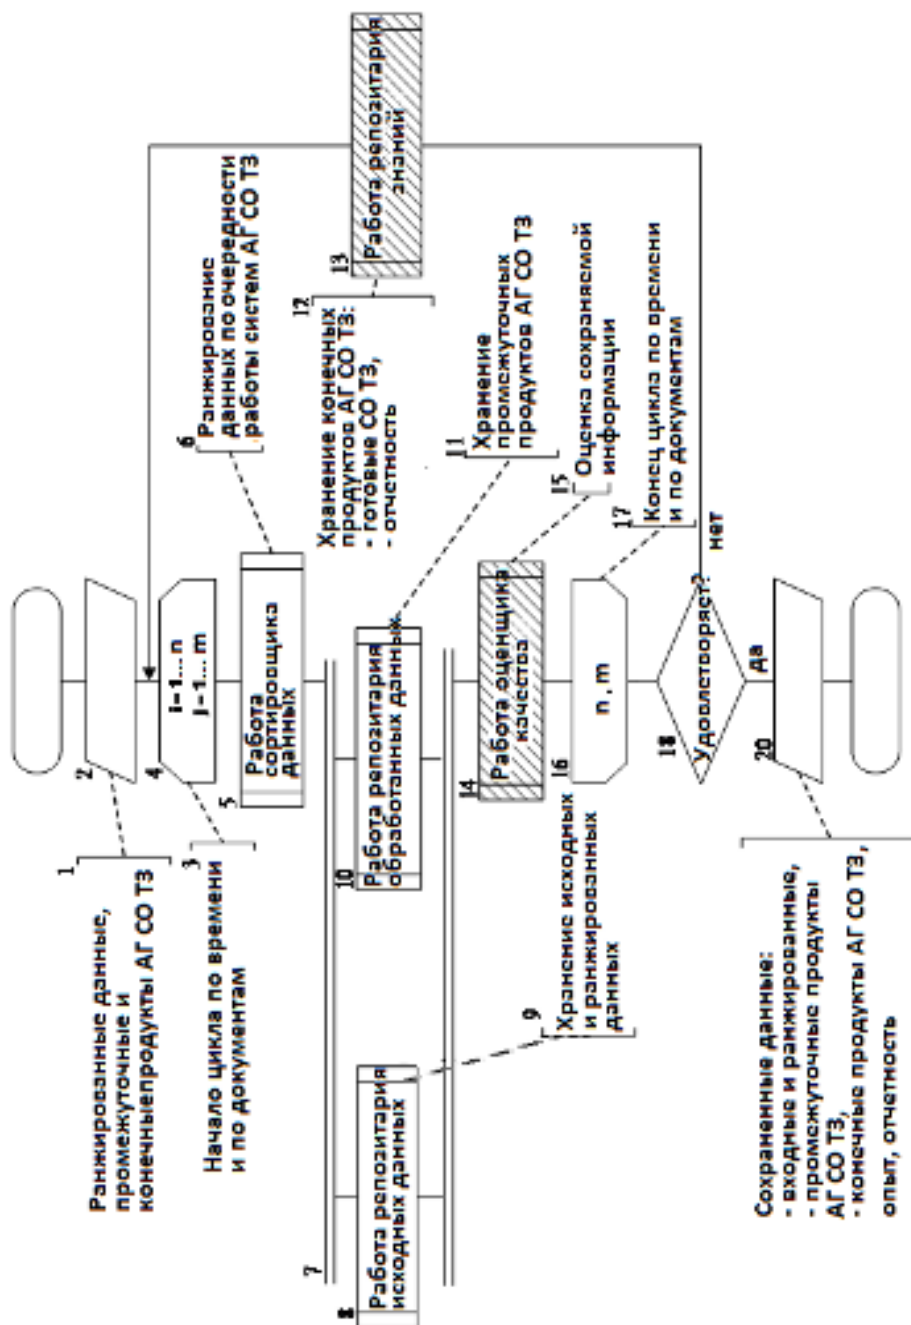 1
Ранжированные данные,
промежуточные и
конечныепродукты АГ СО ТЗ
2
3
Начало цикла по времени
и по документам
4
i=1... n
j=1... m
5
Работа
сортировщика
данных
6
Ранжирование
данных по очередности
работы систем АГ СО ТЗ
7
8
Работа репозитария
исходных данных
9
Хранение исходных
и ранжированных
данных
10
Работа репозитария
обработанных данных
11
Хранение
промежуточных
продуктов АГ СО ТЗ
12
Хранение конечных
продуктов АГ СО ТЗ:
- готовые СО ТЗ,
- отчетность
13
Работа репозитария
знаний
14
Работа оценщика
качества
15
Оценка сохраняемой
информации
16
n , m
17
Конец цикла по времени
и по документам
18
Удовлстворяст?
нет
да
20
Сохраненные данные:
- входные и ранжированные,
- промежуточные продукты
АГ СО ТЗ,
- конечные продукты АГ СО ТЗ,
опыт, отчетность